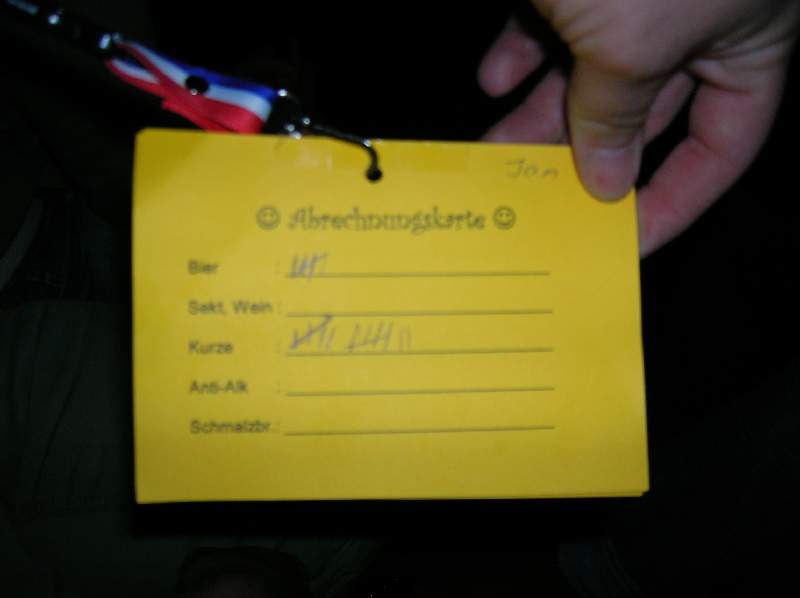 Jan
☺ Abrechnungskarte ☺
Bier :
Sekt, Wein :
Kurze :
Anti-Alk :
Schmalzbr. :